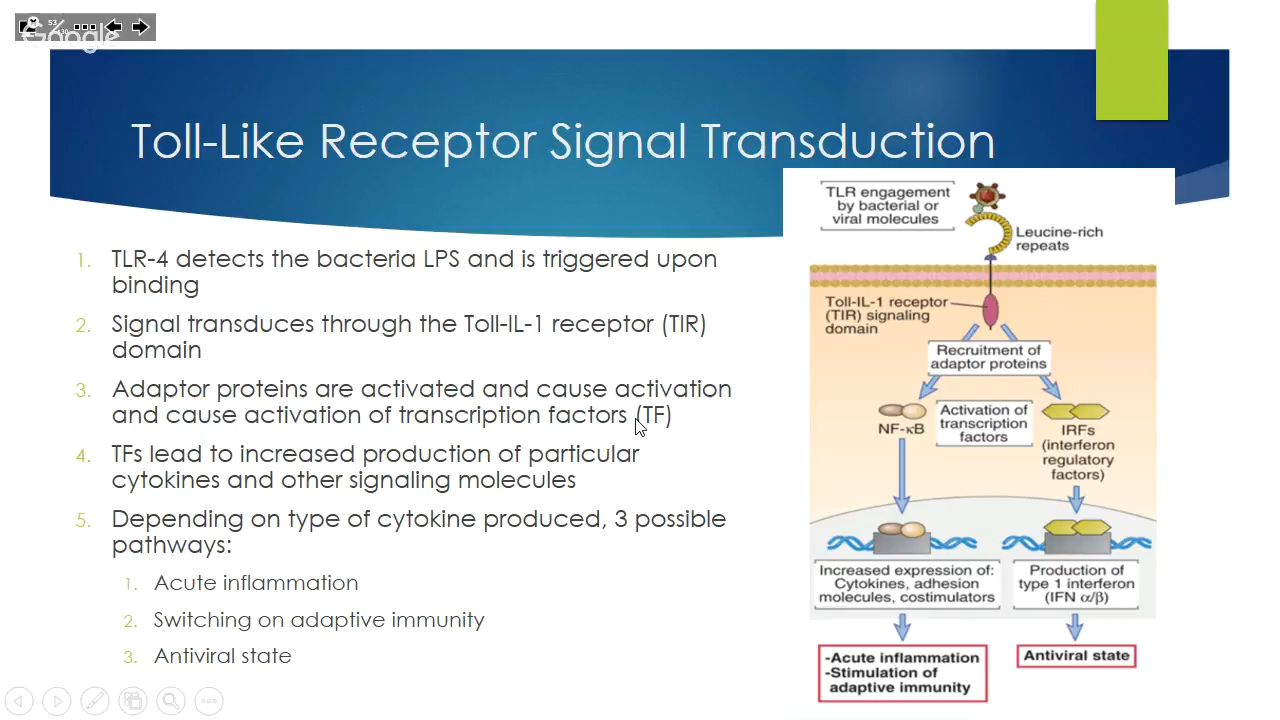 53
Google
Toll-Like Receptor Signal Transduction
1. TLR-4 detects the bacteria LPS and is triggered upon
binding
2. Signal transduces through the Toll-IL-1 receptor (TIR)
domain
3. Adaptor proteins are activated and cause activation
and cause activation of transcription factors (TF)
4. TFs lead to increased production of particular
cytokines and other signaling molecules
5. Depending on type of cytokine produced, 3 possible
pathways:
1. Acute inflammation
2. Switching on adaptive immunity
3. Antiviral state
TLR engagement
by bacterial or
viral molecules
Leucine-rich
repeats
Toll-IL-1 receptor
(TIR) signaling
domain
Recruitment of
adaptor proteins
NF-κB
Activation of
transcription
factors
IRFs
(interferon
regulatory
factors)
Increased expression of:
Cytokines, adhesion
molecules, costimulators
Production of
type 1 interferon
(IFN α/β)
-Acute inflammation
-Stimulation of
adaptive immunity
Antiviral state